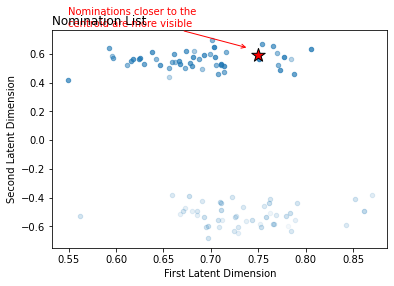 Nominations closer to the
centroid are more visible
Nomination List
Second Latent Dimension
0.6
0.4
0.2
0.0
−0.2
−0.4
−0.6
0.55
0.60
0.65
0.70
0.75
0.80
0.85
First Latent Dimension